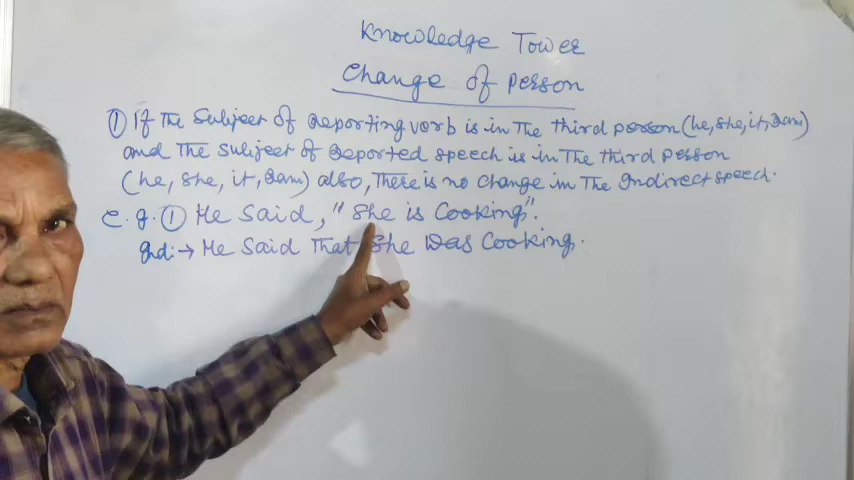 Knowledge Tower
Change of person
① If The Subject of Reporting verb is in The third person (he, she, it, Ram)
and The Subject of Reported speech is in The third person
(he, she, it, Ram) also, There is no change in The Indirect speech.
e.g. ① He Said, "She is Cooking".
Ind: → He Said That She was Cooking.